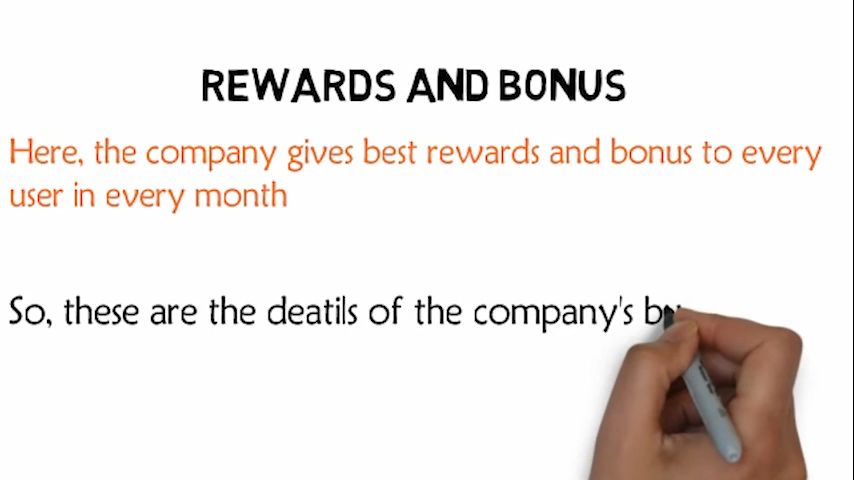 REWARDS AND BONUS
Here, the company gives best rewards and bonus to every
user in every month
So, these are the deatils of the company's